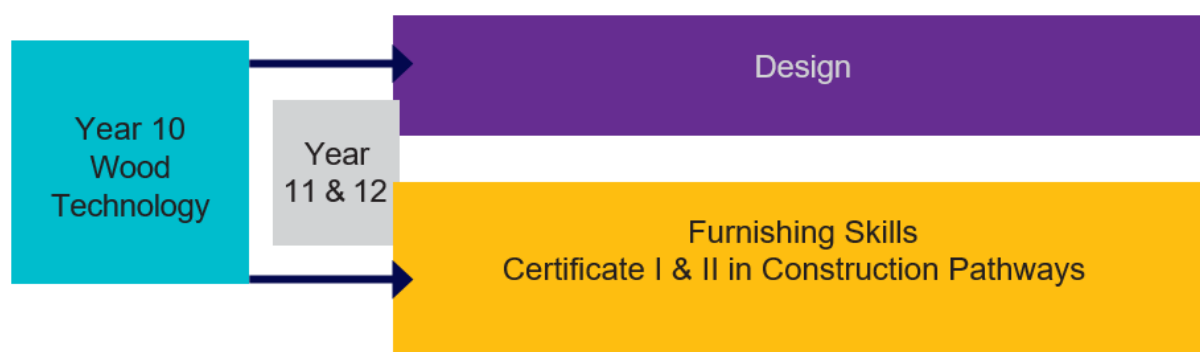 Year 10
Wood
Technology
Year
11 & 12
Design
Furnishing Skills
Certificate I & II in Construction Pathways